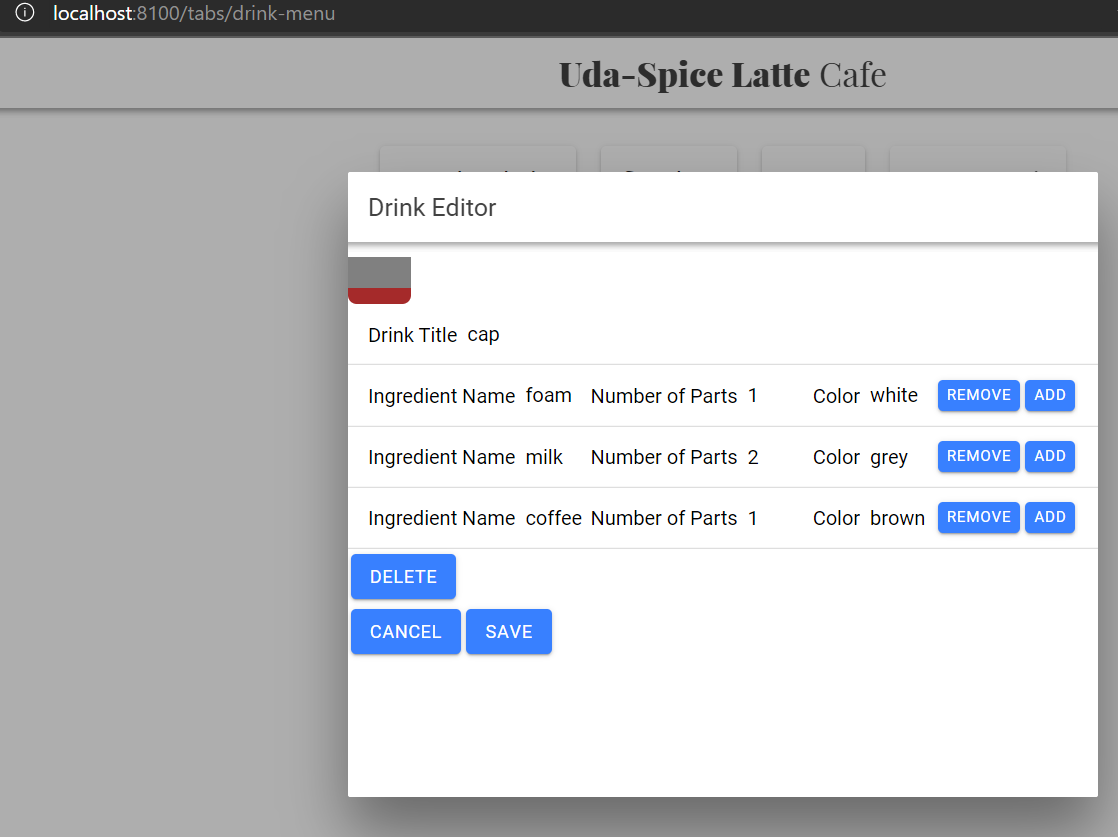 localhost:8100/tabs/drink-menu
Uda-Spice Latte Cafe
Drink Editor
Drink Title cap
Ingredient Name foam Number of Parts 1 Color white REMOVE ADD
Ingredient Name milk Number of Parts 2 Color grey REMOVE ADD
Ingredient Name coffee Number of Parts 1 Color brown REMOVE ADD
DELETE
CANCEL SAVE